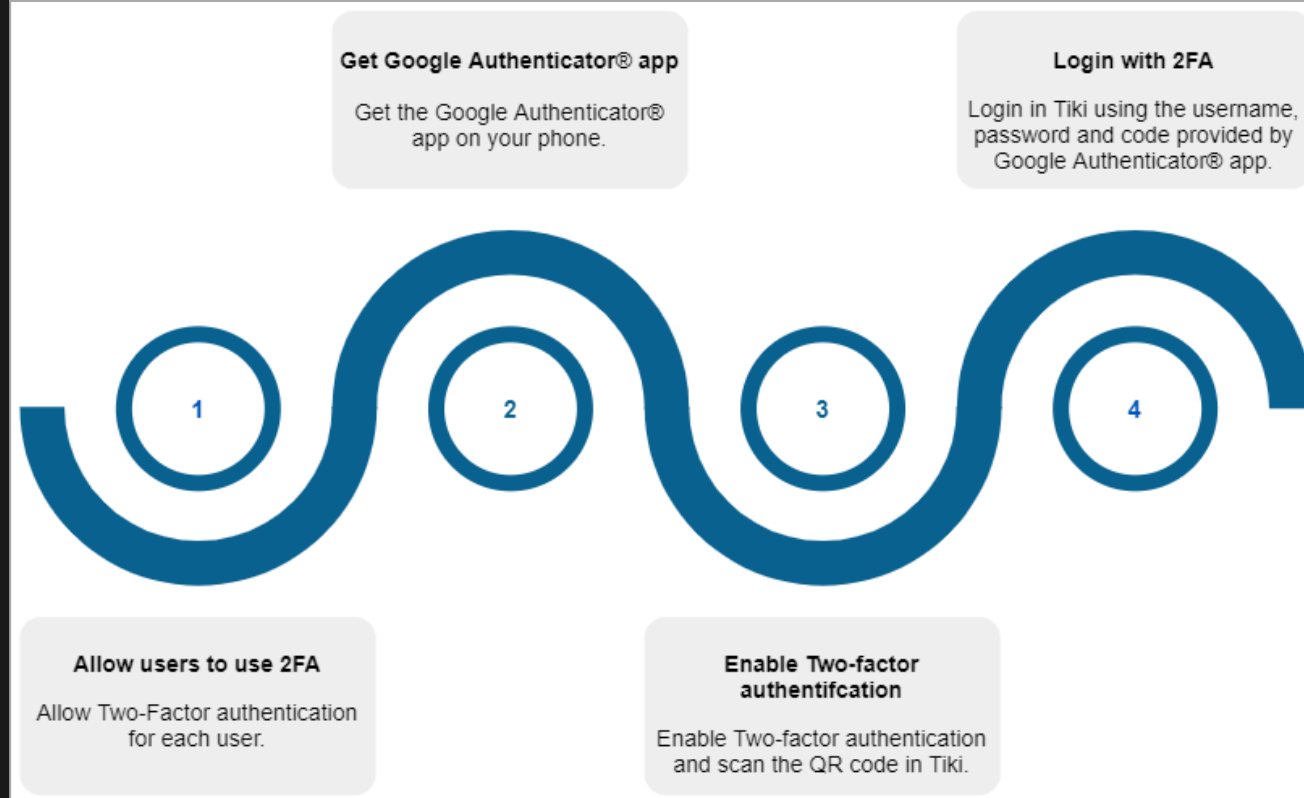 Get Google Authenticator® app
Get the Google Authenticator®
app on your phone.
Login with 2FA
Login in Tiki using the username,
password and code provided by
Google Authenticator® app.
1
2
3
4
Allow users to use 2FA
Allow Two-Factor authentication
for each user.
Enable Two-factor
authentifcation
Enable Two-factor authentication
and scan the QR code in Tiki.